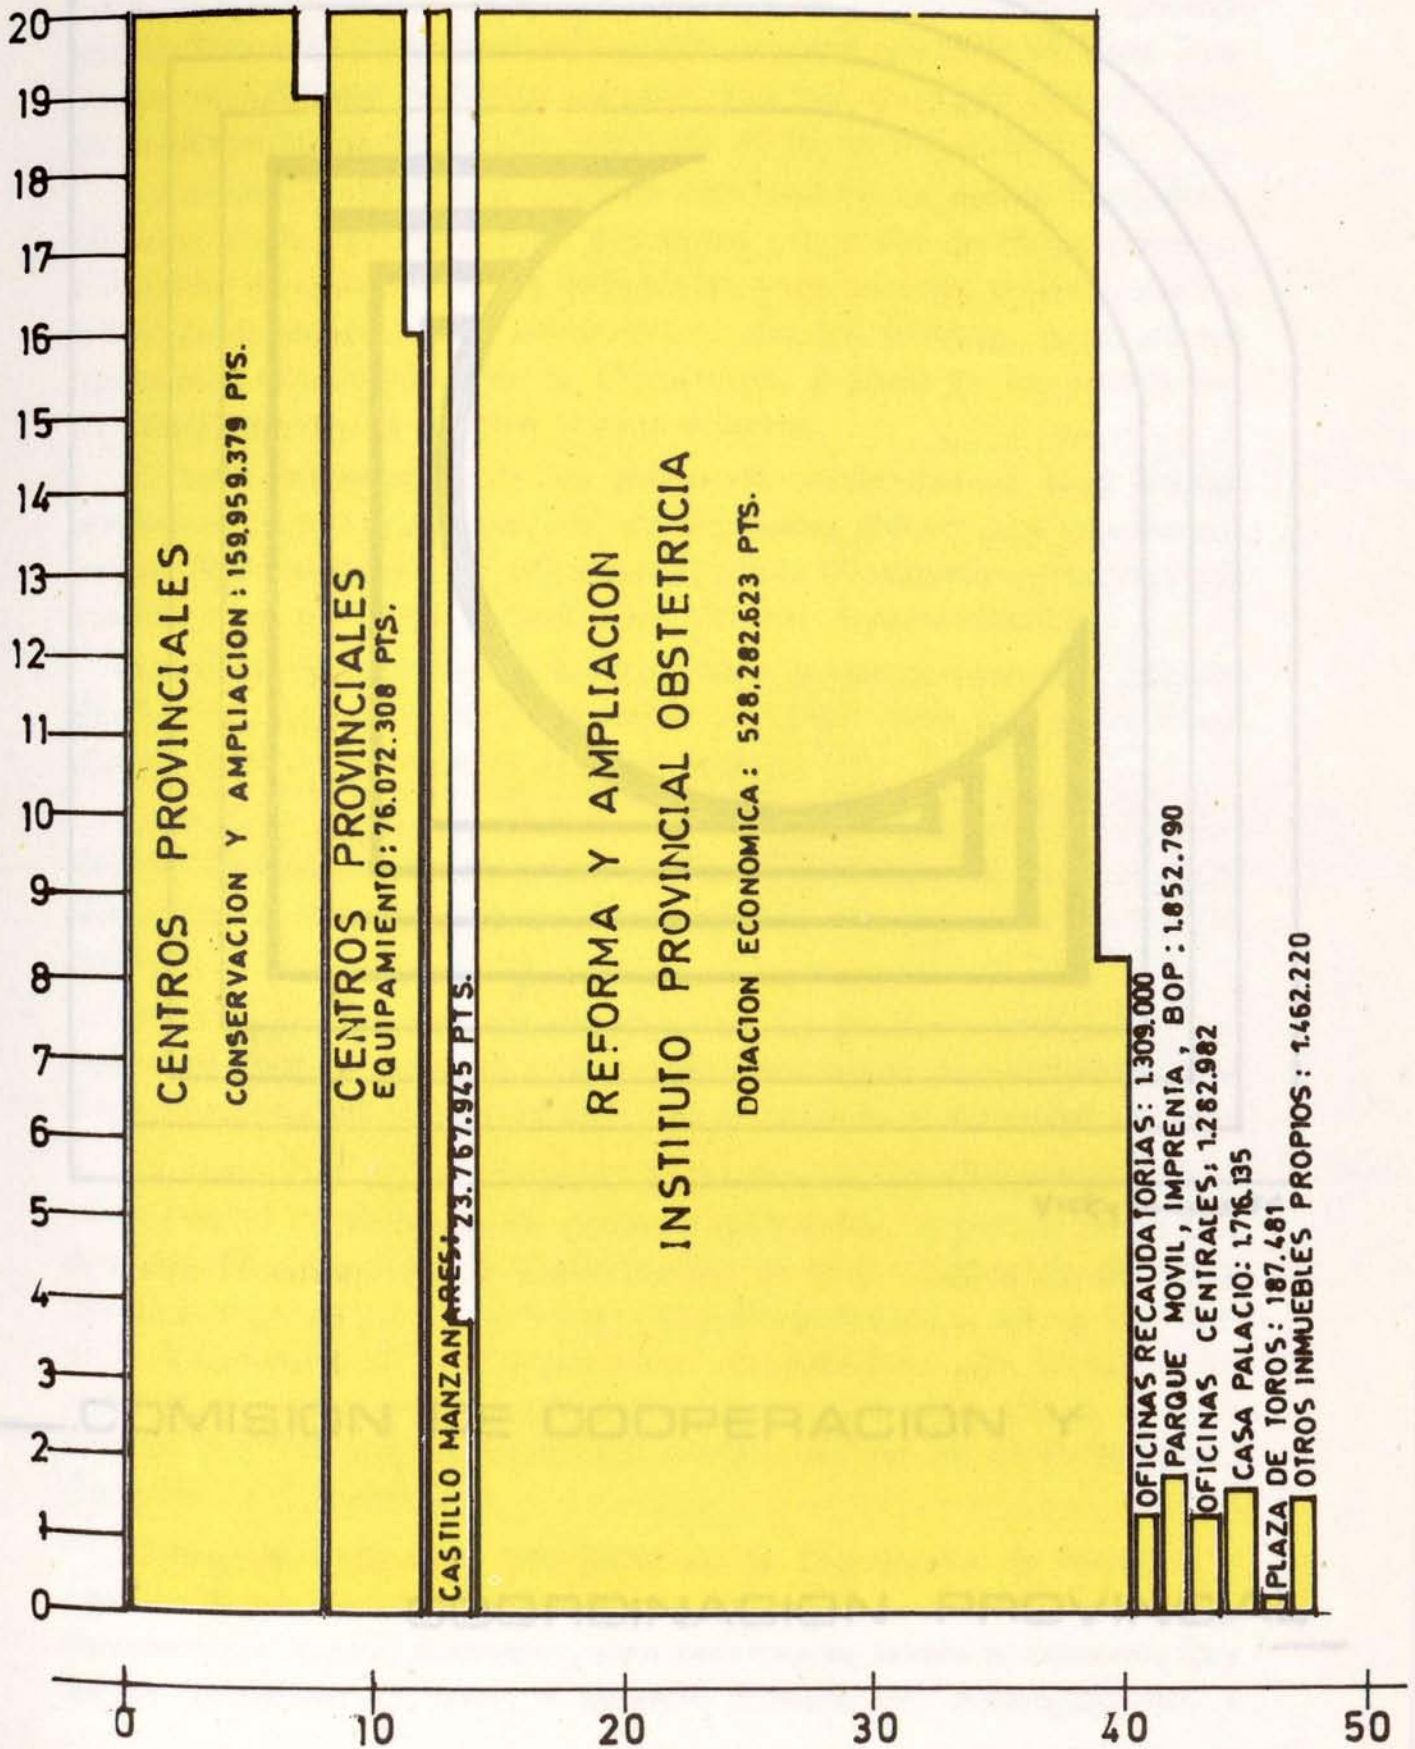 20
19
18
17
16
15
14
13
12
11
10
9
8
7
6
5
4
3
2
1
0
CENTROS PROVINCIALES
CONSERVACION Y AMPLIACION : 159.959.379 PTS.
CENTROS PROVINCIALES
EQUIPAMIENTO: 76.072.308 PTS.
CASTILLO MANZANARES: 23.767.945 PTS.
REFORMA Y AMPLIACION
INSTITUTO PROVINCIAL OBSTETRICIA
DOTACION ECONOMICA : 528.282.623 PTS.
OFICINAS RECAUDATORIAS: 1.309.000
PARQUE MOVIL, IMPRENTA, BOP : 1.852.790
OFICINAS CENTRALES: 1.282.982
CASA PALACIO: 1.716.135
PLAZA DE TOROS: 187.481
OTROS INMUEBLES PROPIOS: 1.462.220
COMISION DE COOPERACION Y
COORDINACION PROVINCIAL
0 10 20 30 40 50